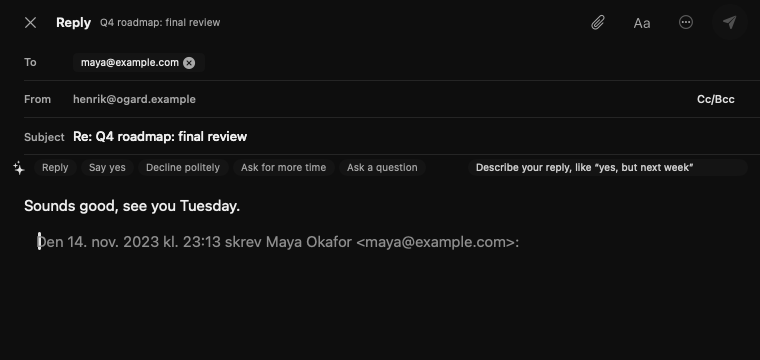 Reply Q4 roadmap: final review Aa
To maya@example.com
From henrik@ogard.example Cc/Bcc
Subject Re: Q4 roadmap: final review
Reply Say yes Decline politely Ask for more time Ask a question Describe your reply, like “yes, but next week”
Sounds good, see you Tuesday.
Den 14. nov. 2023 kl. 23:13 skrev Maya Okafor <maya@example.com>: